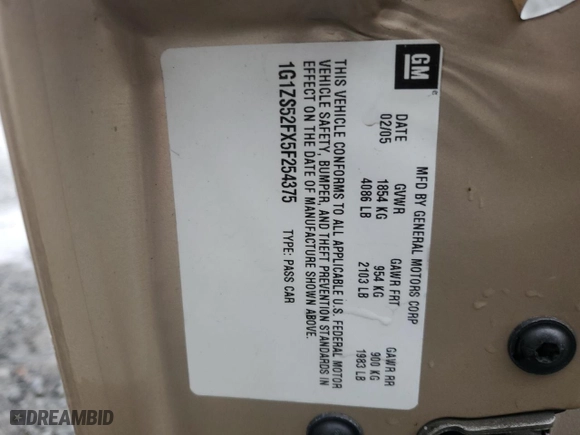 GM
MFD BY GENERAL MOTORS CORP
DATE GVWR GAWR FRT GAWR RR
02/05 1854 KG 954 KG 900 KG
4086 LB 2103 LB 1983 LB
THIS VEHICLE CONFORMS TO ALL APPLICABLE U.S. FEDERAL MOTOR
VEHICLE SAFETY, BUMPER, AND THEFT PREVENTION STANDARDS IN
EFFECT ON THE DATE OF MANUFACTURE SHOWN ABOVE.
1G1ZS52FX5F254375 TYPE: PASS CAR
DREAMBID